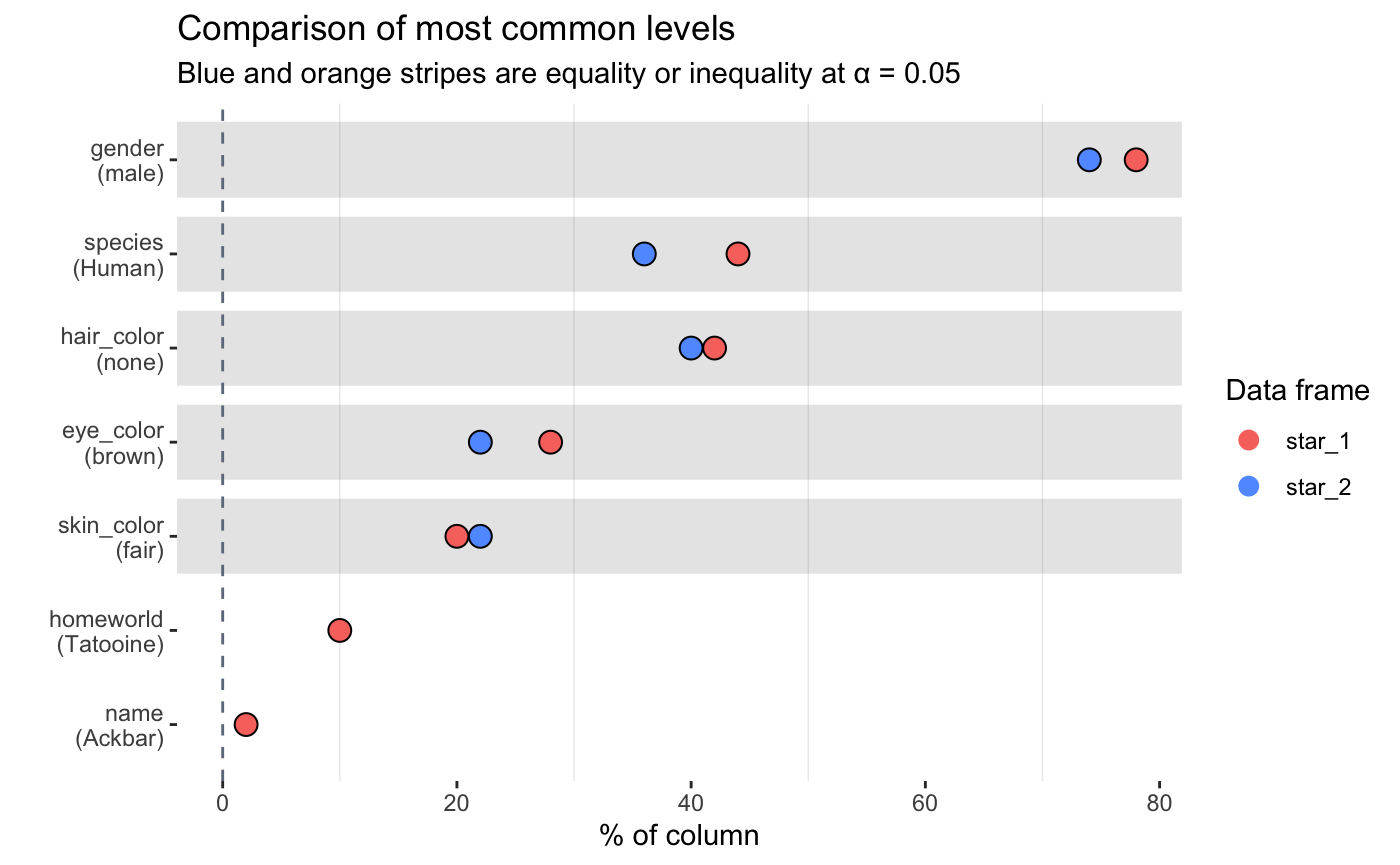 Comparison of most common levels
Blue and orange stripes are equality or inequality at α = 0.05
gender
(male)
species
(Human)
hair_color
(none)
eye_color
(brown)
skin_color
(fair)
homeworld
(Tatooine)
name
(Ackbar)
0 20 40 60 80
% of column
Data frame
star_1
star_2